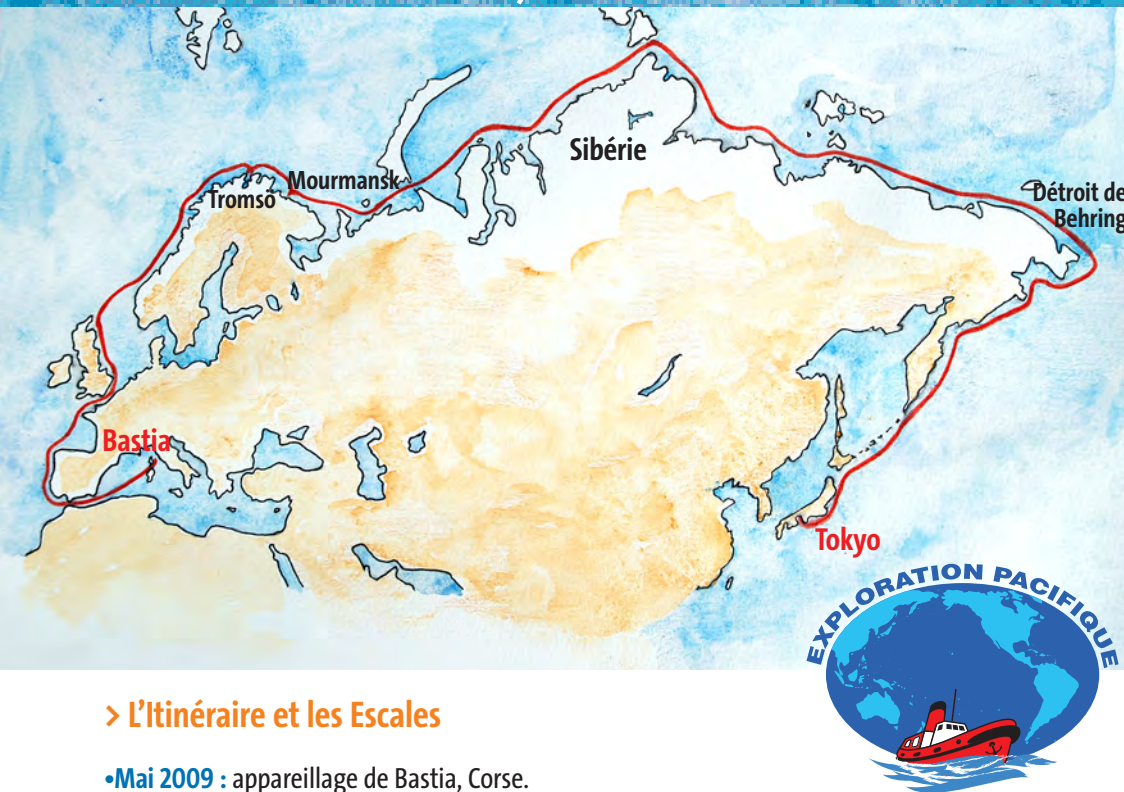 Sibérie
Mourmansk
Tromsö
Détroit de
Behring
Bastia
Tokyo
EXPLORATION PACIFIQUE
> L'Itinéraire et les Escales
•Mai 2009 : appareillage de Bastia, Corse.